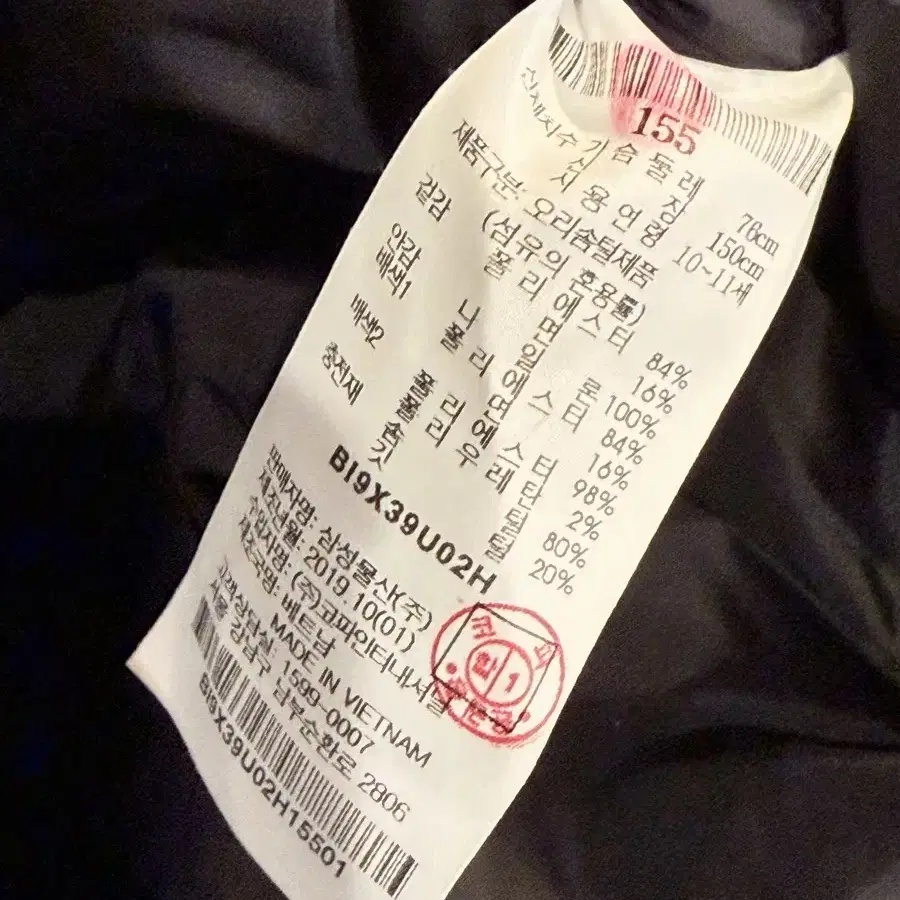 155
신체치수 가슴둘레 76cm
신장 150cm
사용연령 10~11세
제품구분: 오리솜털제품
(섬유의 혼용률)
겉감 폴리에스터 84%
면 16%
안감 나일론 100%
배색1 폴리에스터 84%
면 16%
배색2 폴리에스터 98%
폴리우레탄 2%
충전재 솜털 80%
깃털 20%
BI9X39U02H
판매자명: 삼성물산(주)
제조년월: 2019.10(01)
수입자명: (주)코파인터내셔널
제조국명: 베트남
MADE IN VIETNAM
고객상담실: 1599-0007
서울 강남구 남부순환로 2806
BI9X39U02H15501
1